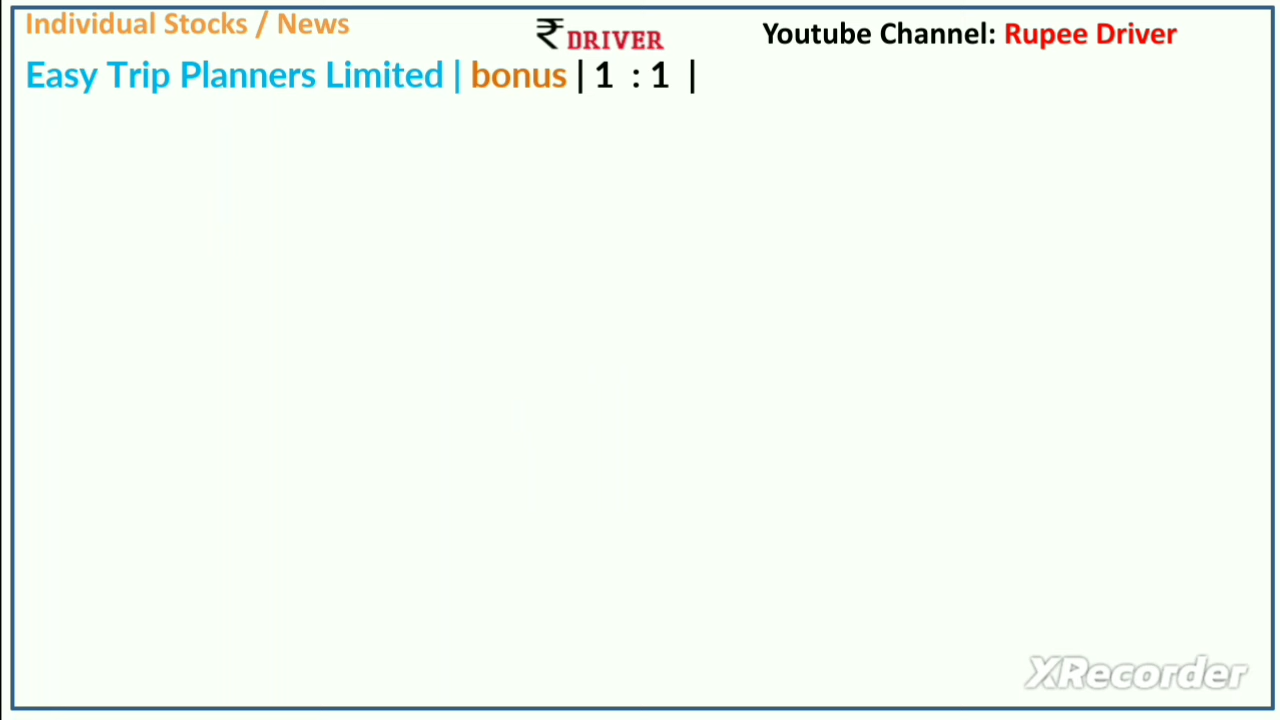 Individual Stocks / News
₹ DRIVER
Youtube Channel: Rupee Driver
Easy Trip Planners Limited | bonus | 1 : 1 |
XRecorder